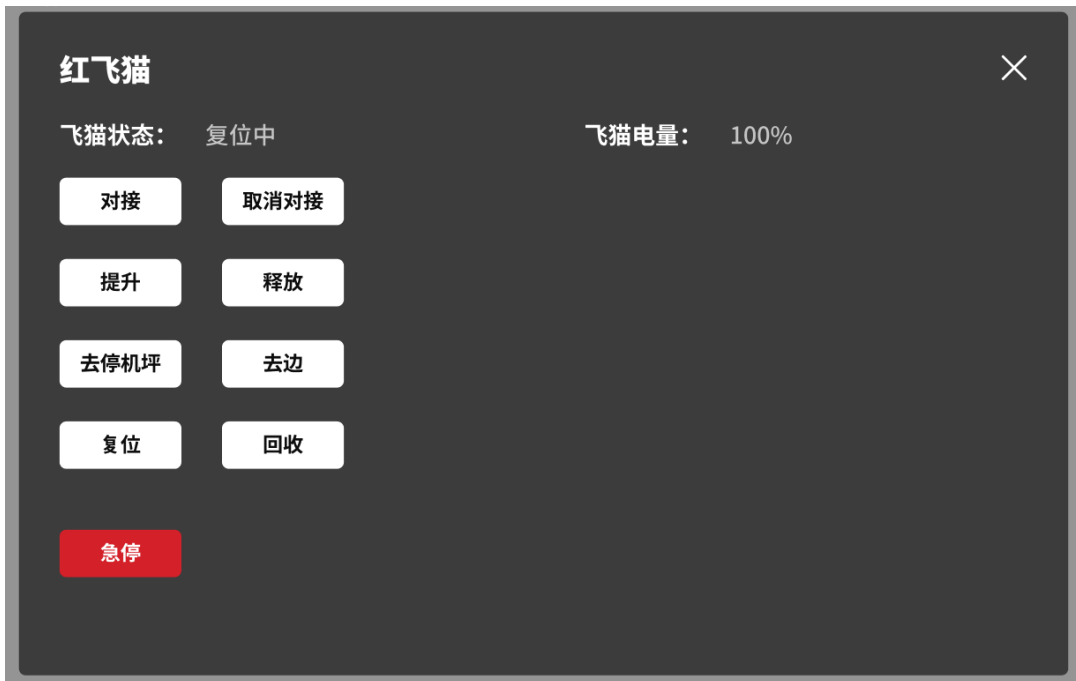 红飞猫
飞猫状态： 复位中 飞猫电量： 100%
对接 取消对接
提升 释放
去停机坪 去边
复位 回收
急停